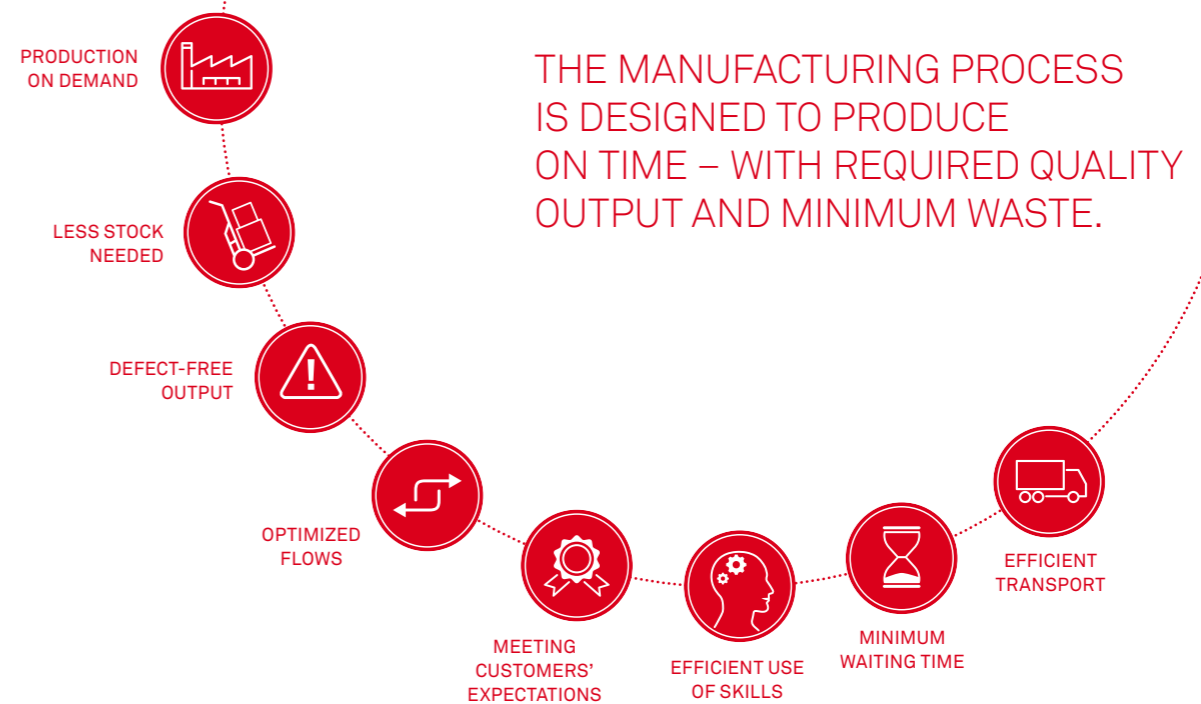 PRODUCTION
ON DEMAND
THE MANUFACTURING PROCESS
IS DESIGNED TO PRODUCE
ON TIME – WITH REQUIRED QUALITY
OUTPUT AND MINIMUM WASTE.
LESS STOCK
NEEDED
DEFECT-FREE
OUTPUT
OPTIMIZED
FLOWS
MEETING
CUSTOMERS’
EXPECTATIONS
EFFICIENT USE
OF SKILLS
MINIMUM
WAITING TIME
EFFICIENT
TRANSPORT